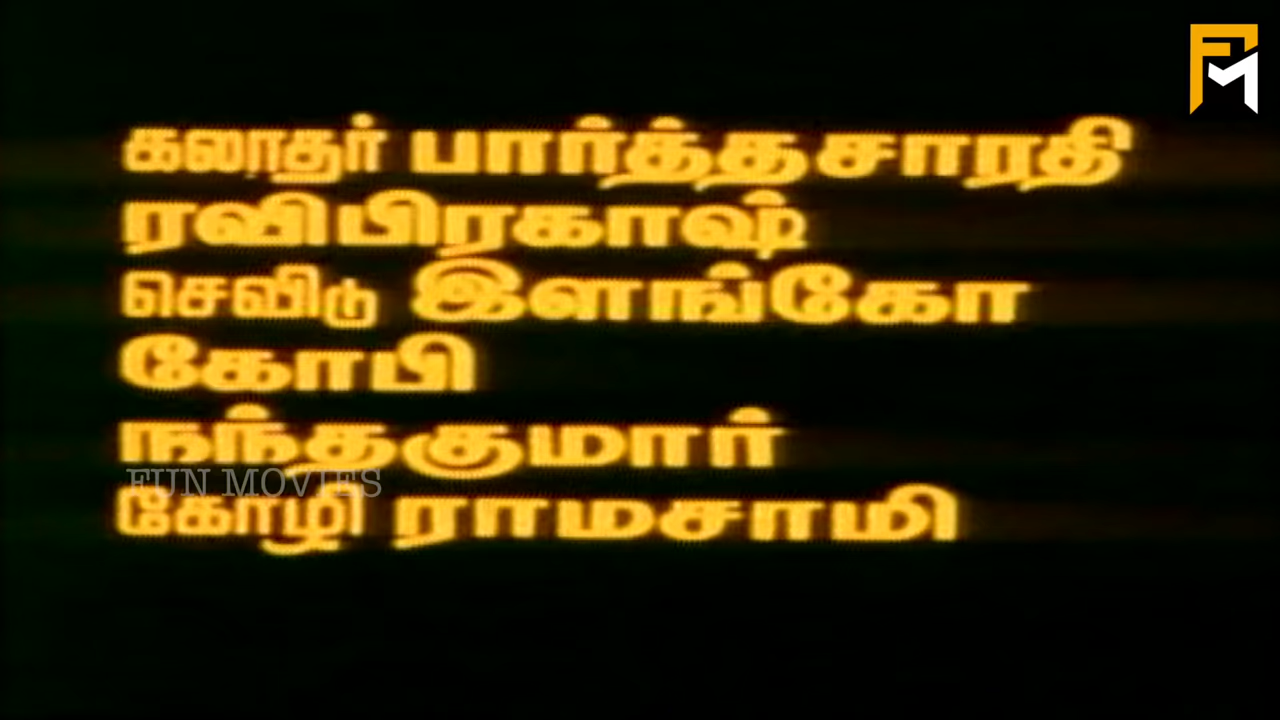 கலாதர் பார்த்தசாரதி
ரவிபிரகாஷ்
செவிடு இளங்கோ
கோபி
நந்தகுமார்
FUN MOVIES
கோழி ராமசாமி